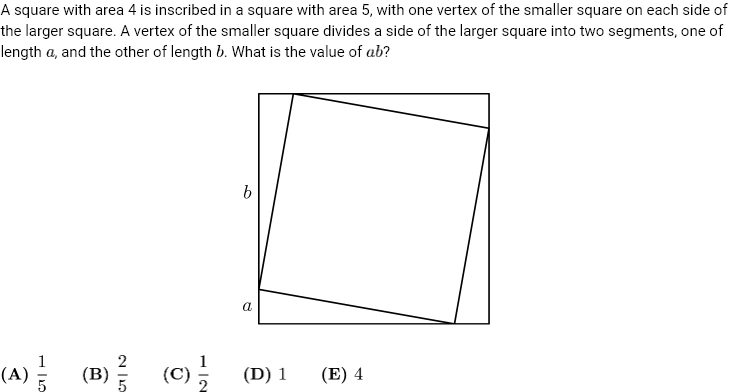 A square with area 4 is inscribed in a square with area 5, with one vertex of the smaller square on each side of
the larger square. A vertex of the smaller square divides a side of the larger square into two segments, one of
length a, and the other of length b. What is the value of ab?
b
a
(A) 1/5 (B) 2/5 (C) 1/2 (D) 1 (E) 4